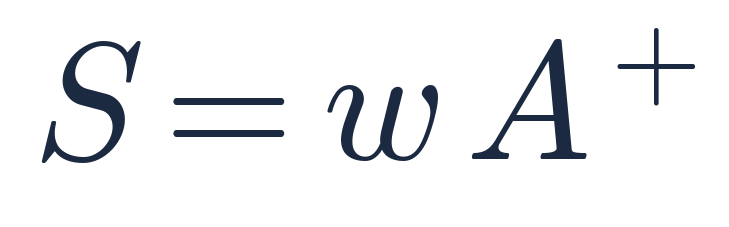 S = w A⁺